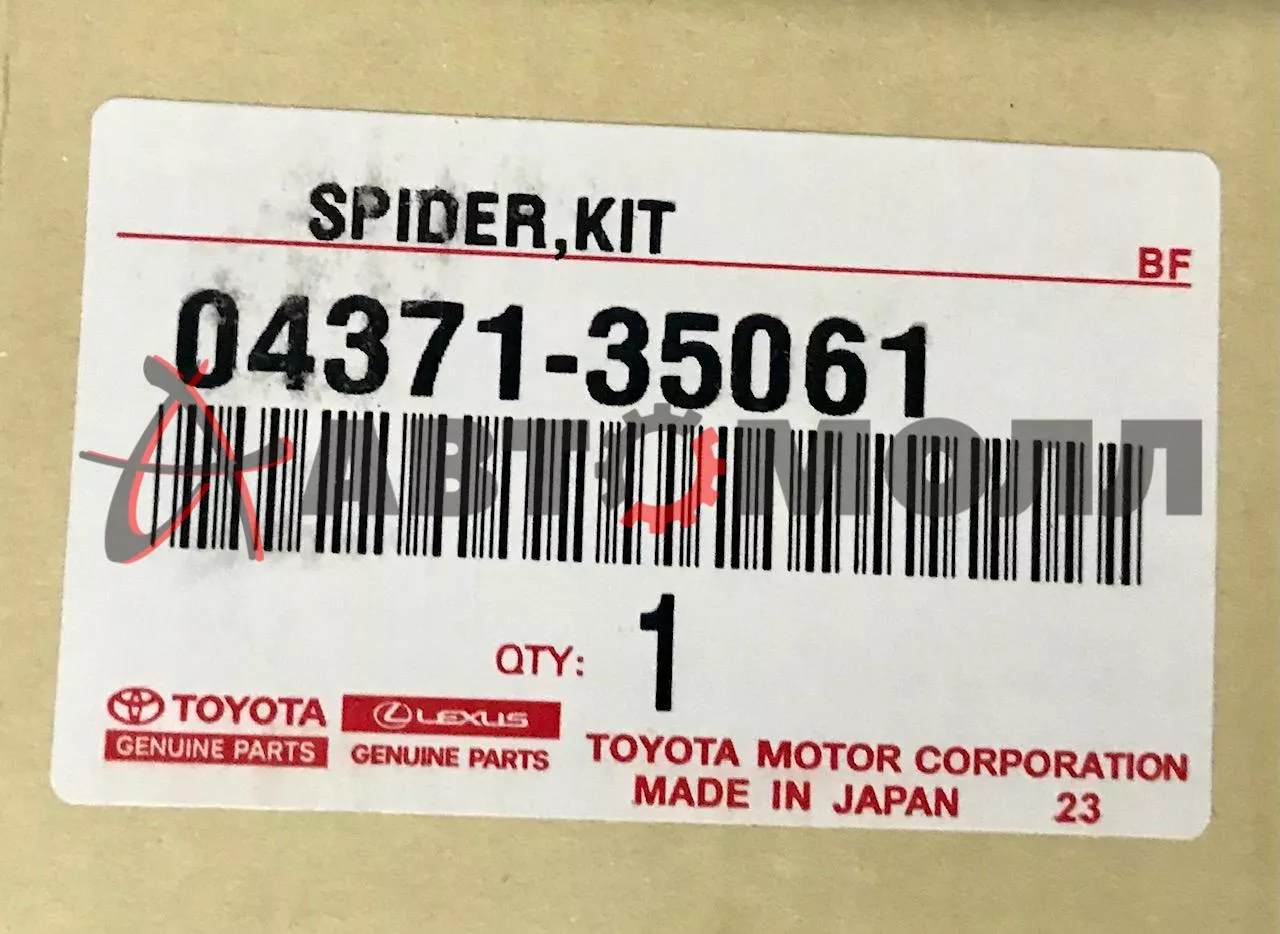 SPIDER,KIT
BF
04371-35061
АВТОМОЛЛ
QTY: 1
TOYOTA LEXUS
GENUINE PARTS GENUINE PARTS
TOYOTA MOTOR CORPORATION
MADE IN JAPAN 23